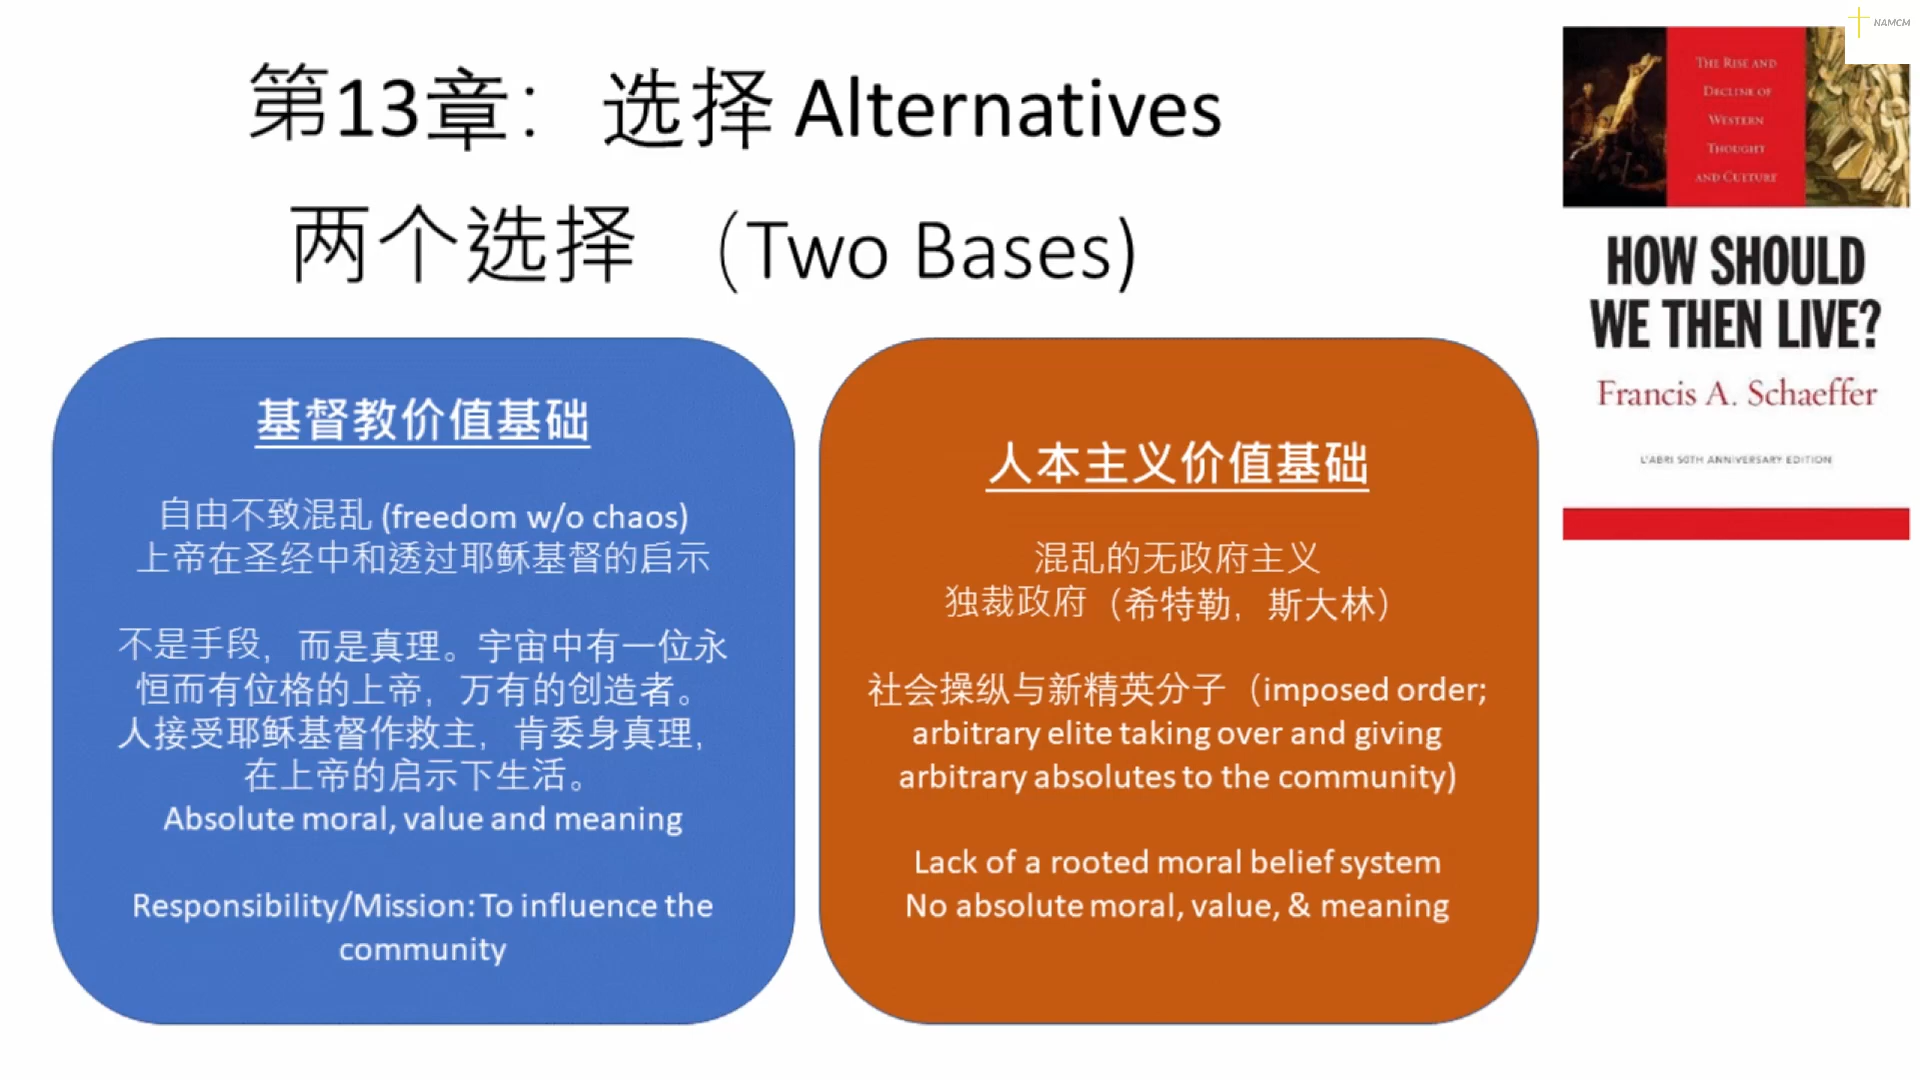 第13章：选择 Alternatives
两个选择 （Two Bases)
基督教价值基础
自由不致混乱 (freedom w/o chaos)
上帝在圣经中和透过耶稣基督的启示
不是手段，而是真理。宇宙中有一位永
恒而有位格的上帝，万有的创造者。
人接受耶稣基督作救主，肯委身真理，
在上帝的启示下生活。
Absolute moral, value and meaning
Responsibility/Mission: To influence the
community
人本主义价值基础
混乱的无政府主义
独裁政府（希特勒，斯大林）
社会操纵与新精英分子（imposed order;
arbitrary elite taking over and giving
arbitrary absolutes to the community)
Lack of a rooted moral belief system
No absolute moral, value, & meaning
NAMCM
THE RISE AND
DECLINE OF
WESTERN
THOUGHT
AND CULTURE
HOW SHOULD
WE THEN LIVE?
Francis A. Schaeffer
L'ABRI 50TH ANNIVERSARY EDITION